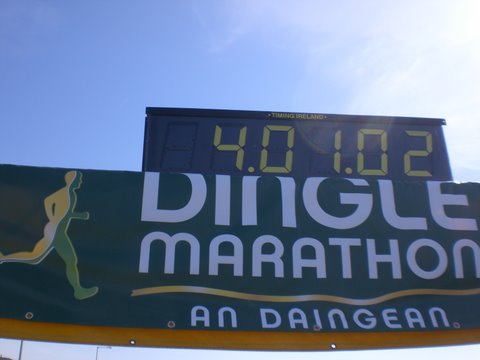 • TIMING IRELAND •
4.01.02
DINGLE
MARATHON
AN DAINGEAN.